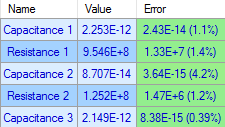 Name Value Error
Capacitance 1 2.253E-12 2.43E-14 (1.1%)
Resistance 1 9.546E+8 1.33E+7 (1.4%)
Capacitance 2 8.707E-14 3.64E-15 (4.2%)
Resistance 2 1.252E+8 1.47E+6 (1.2%)
Capacitance 3 2.149E-12 8.38E-15 (0.39%)